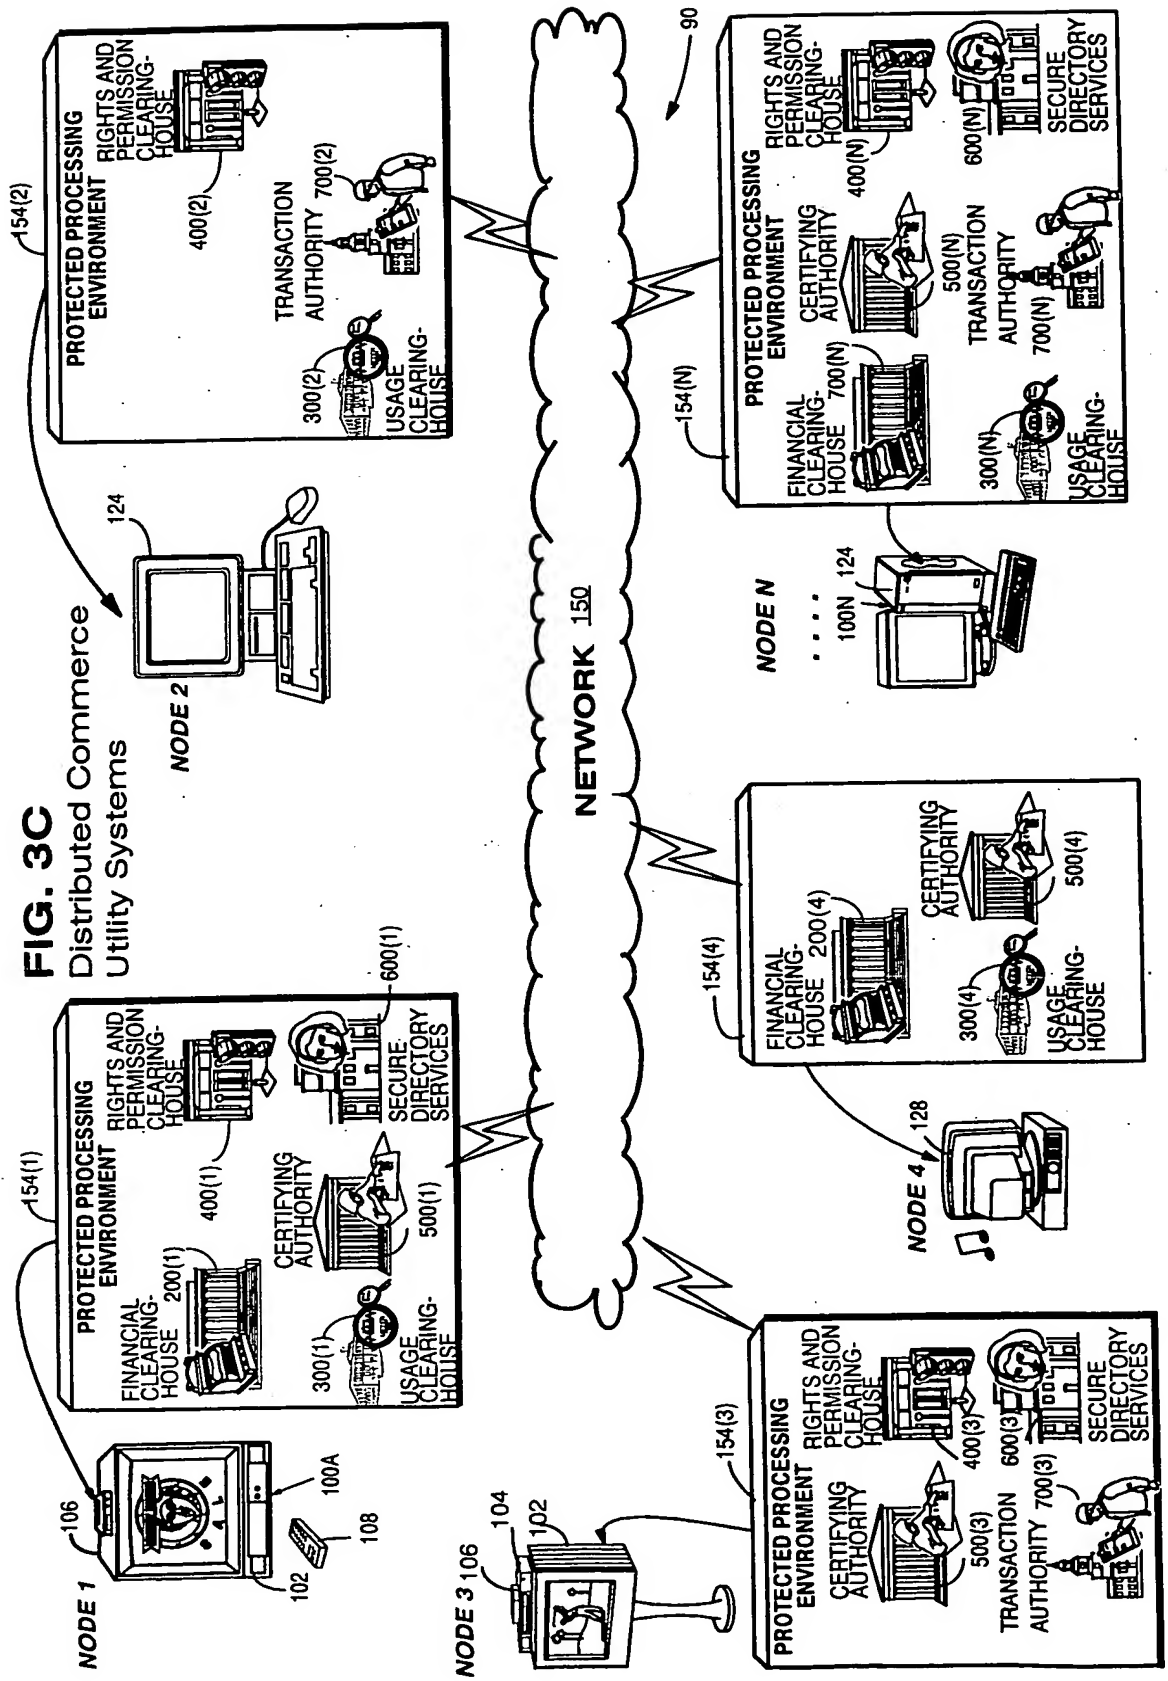 FIG. 3C
Distributed Commerce
Utility Systems
NODE 1
106
102
100A
108
154(1)
PROTECTED PROCESSING
ENVIRONMENT
FINANCIAL
CLEARING-
HOUSE 200(1)
RIGHTS AND
PERMISSION
CLEARING-
HOUSE
400(1)
300(1)
USAGE
CLEARING-
HOUSE
CERTIFYING
AUTHORITY
500(1)
600(1)
SECURE
DIRECTORY
SERVICES
NODE 2
124
154(2)
PROTECTED PROCESSING
ENVIRONMENT
RIGHTS AND
PERMISSION
CLEARING-
HOUSE
400(2)
300(2)
USAGE
CLEARING-
HOUSE
TRANSACTION
AUTHORITY 700(2)
NETWORK 150
90
NODE 3
106
104
102
154(3)
PROTECTED PROCESSING
ENVIRONMENT
CERTIFYING
AUTHORITY
500(3)
RIGHTS AND
PERMISSION
CLEARING-
HOUSE
400(3)
TRANSACTION
AUTHORITY 700(3)
600(3)
SECURE
DIRECTORY
SERVICES
NODE 4
128
154(4)
FINANCIAL
CLEARING-
HOUSE 200(4)
300(4)
USAGE
CLEARING-
HOUSE
CERTIFYING
AUTHORITY
500(4)
NODE N
. . . .
100N
124
154(N)
PROTECTED PROCESSING
ENVIRONMENT
FINANCIAL
CLEARING-
HOUSE 700(N)
CERTIFYING
AUTHORITY
500(N)
RIGHTS AND
PERMISSION
CLEARING-
HOUSE
400(N)
300(N)
USAGE
CLEARING-
HOUSE
TRANSACTION
AUTHORITY
700(N)
600(N)
SECURE
DIRECTORY
SERVICES